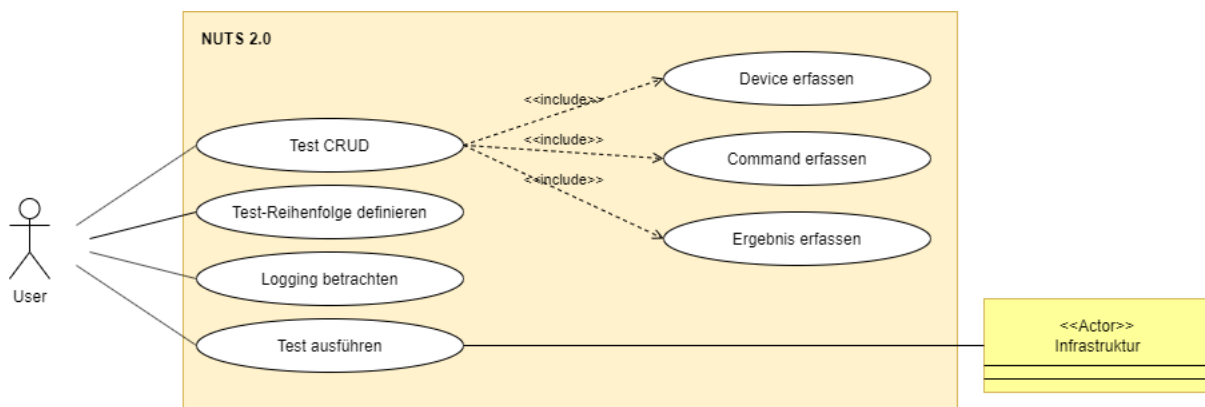 NUTS 2.0
Device erfassen
<<include>>
Test CRUD
<<include>>
Command erfassen
<<include>>
Test-Reihenfolge definieren
Ergebnis erfassen
Logging betrachten
User
Test ausführen
<<Actor>>
Infrastruktur